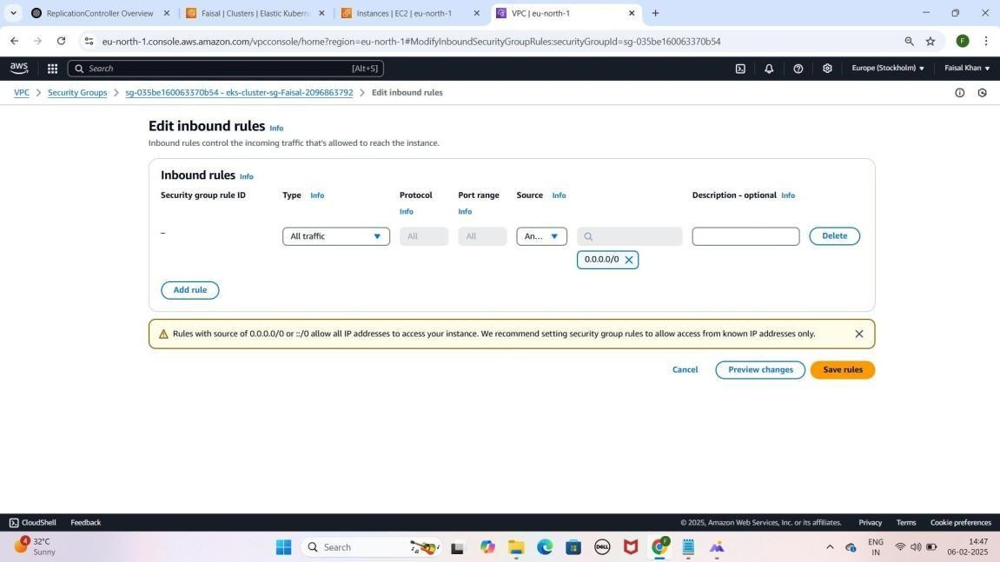 ReplicationController Overview
Faisal | Clusters | Elastic Kubern
Instances | EC2 | eu-north-1
VPC | eu-north-1
eu-north-1.console.aws.amazon.com/vpcconsole/home?region=eu-north-1#ModifyInboundSecurityGroupRules:securityGroupId=sg-035be160063370b54
F
aws
Search
[Alt+S]
Europe (Stockholm)
Faisal Khan
VPC
Security Groups
sg-035be160063370b54 - eks-cluster-sg-Faisal-2096863792
Edit inbound rules
Edit inbound rules Info
Inbound rules control the incoming traffic that's allowed to reach the instance.
Inbound rules Info
Security group rule ID
Type Info
Protocol
Info
Port range
Info
Source Info
Description - optional Info
–
All traffic
All
All
An...
Delete
0.0.0.0/0
Add rule
Rules with source of 0.0.0.0/0 or ::/0 allow all IP addresses to access your instance. We recommend setting security group rules to allow access from known IP addresses only.
Cancel
Preview changes
Save rules
CloudShell
Feedback
© 2025, Amazon Web Services, Inc. or its affiliates.
Privacy
Terms
Cookie preferences
4
32°C
Sunny
Search
DELL
F
ENG
IN
14:47
06-02-2025